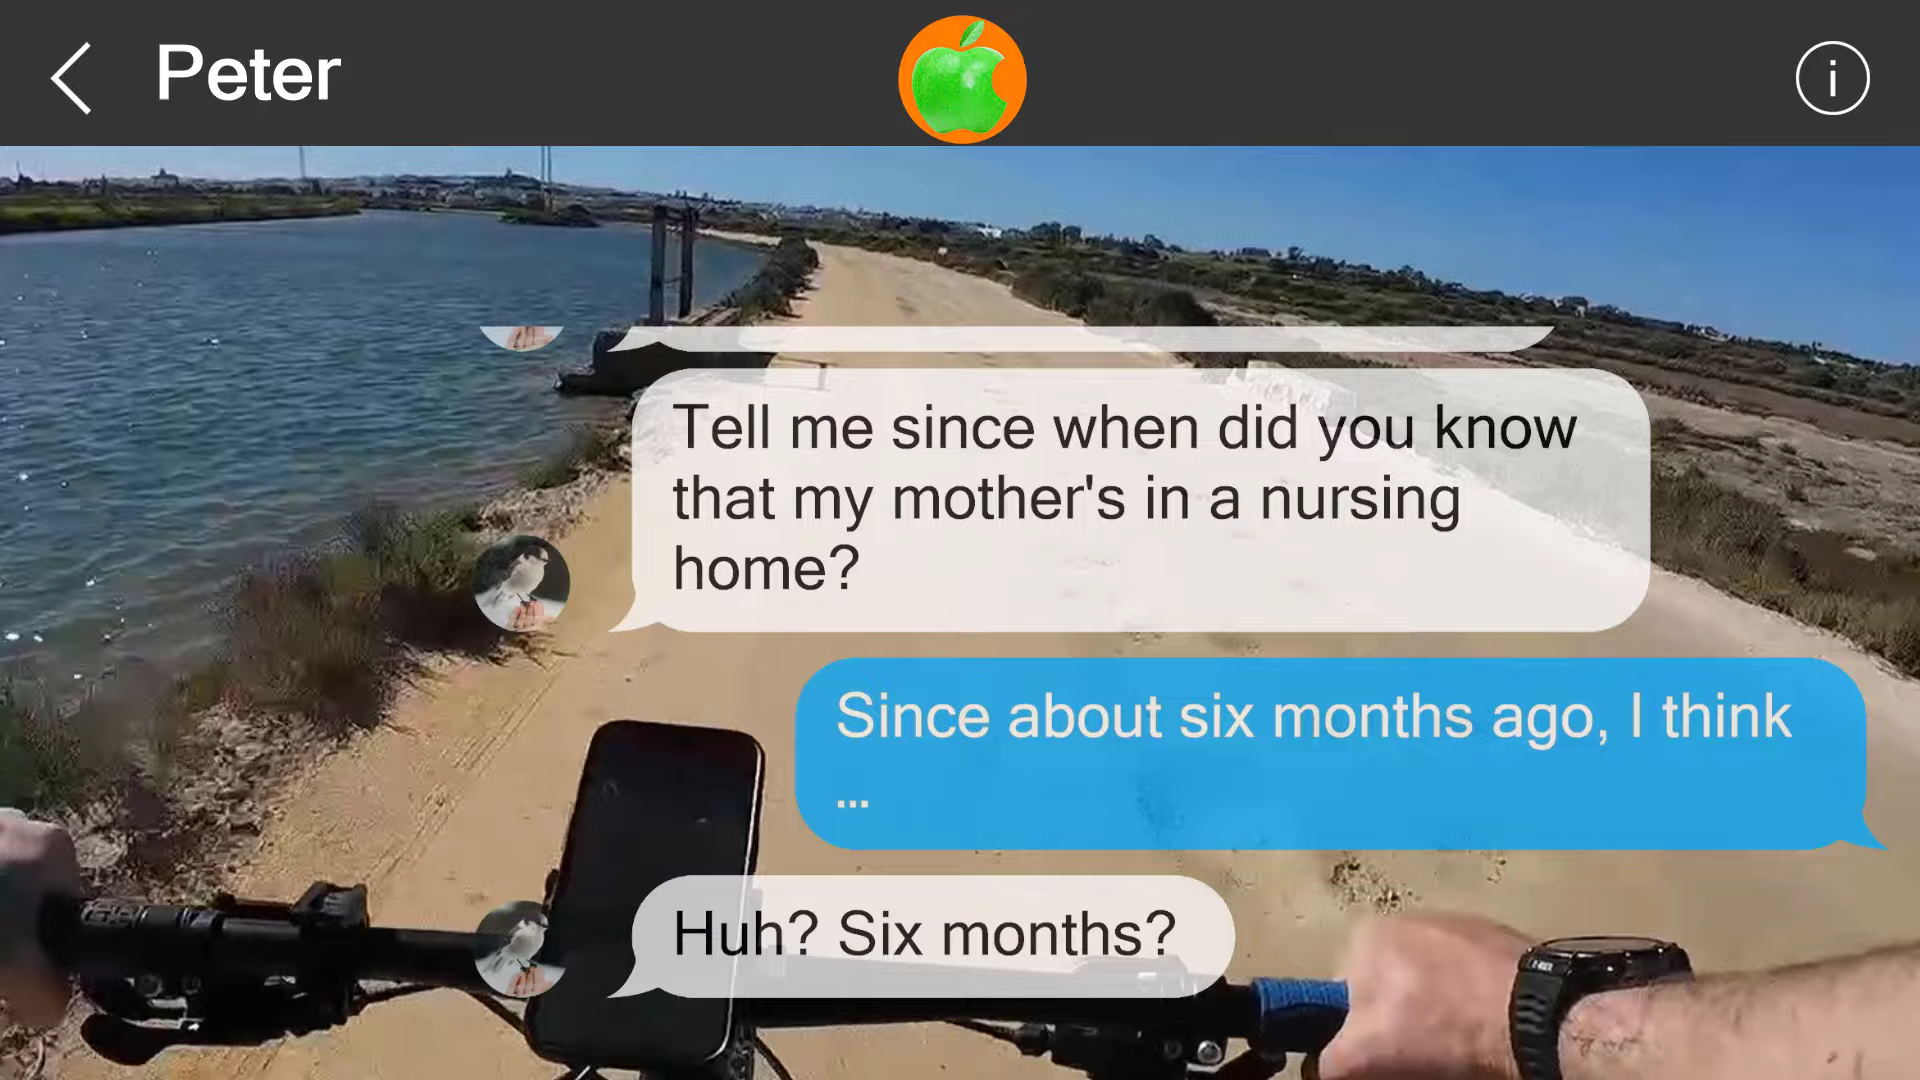 Peter
i
Tell me since when did you know
that my mother's in a nursing
home?
Since about six months ago, I think
...
Huh? Six months?